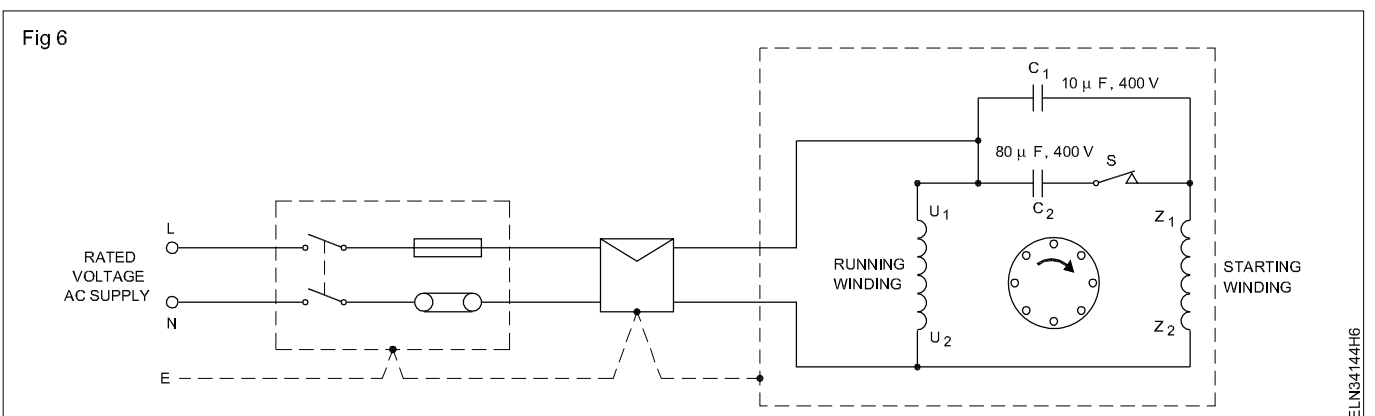 Fig 6
C1
10 µ F, 400 V
80 µ F, 400 V
S
C2
U1
Z1
L
RATED
VOLTAGE
AC SUPPLY
N
RUNNING
WINDING
STARTING
WINDING
U2
Z2
E
ELN34144H6